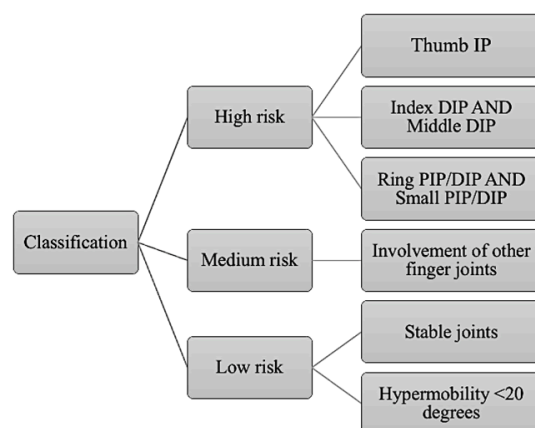 Classification
High risk
Thumb IP
Index DIP AND
Middle DIP
Ring PIP/DIP AND
Small PIP/DIP
Medium risk
Involvement of other
finger joints
Low risk
Stable joints
Hypermobility <20
degrees